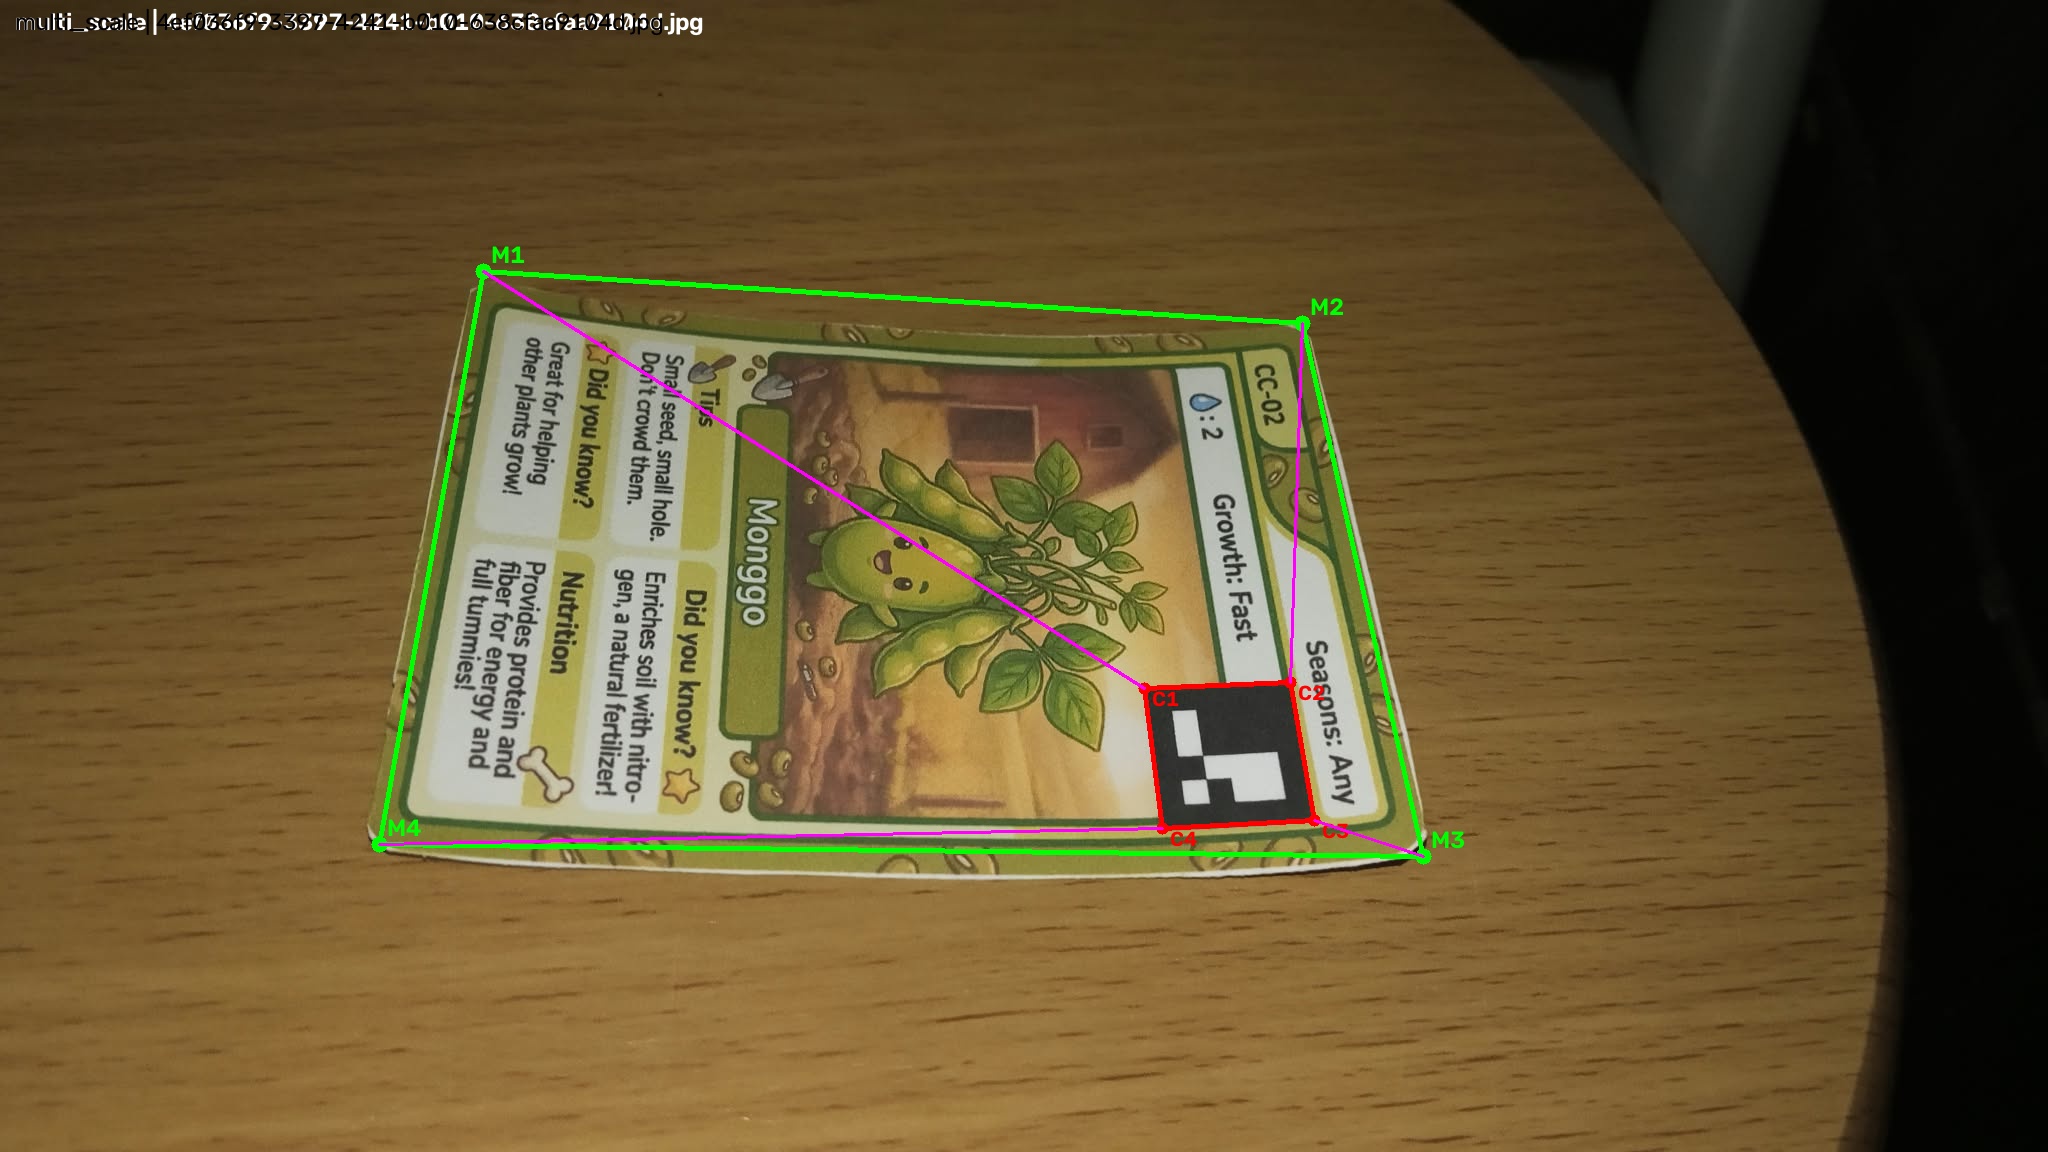 M1
M2
M3
M4
C1
C2
C4
CC-02
: 2
Growth: Fast
Seasons: Any
Monggo
Tips
Small seed, small hole.
Don't crowd them.
Did you know?
Enriches soil with nitro-
gen, a natural fertilizer!
Did you know?
Great for helping
other plants grow!
Nutrition
Provides protein and
fiber for energy and
full tummies!